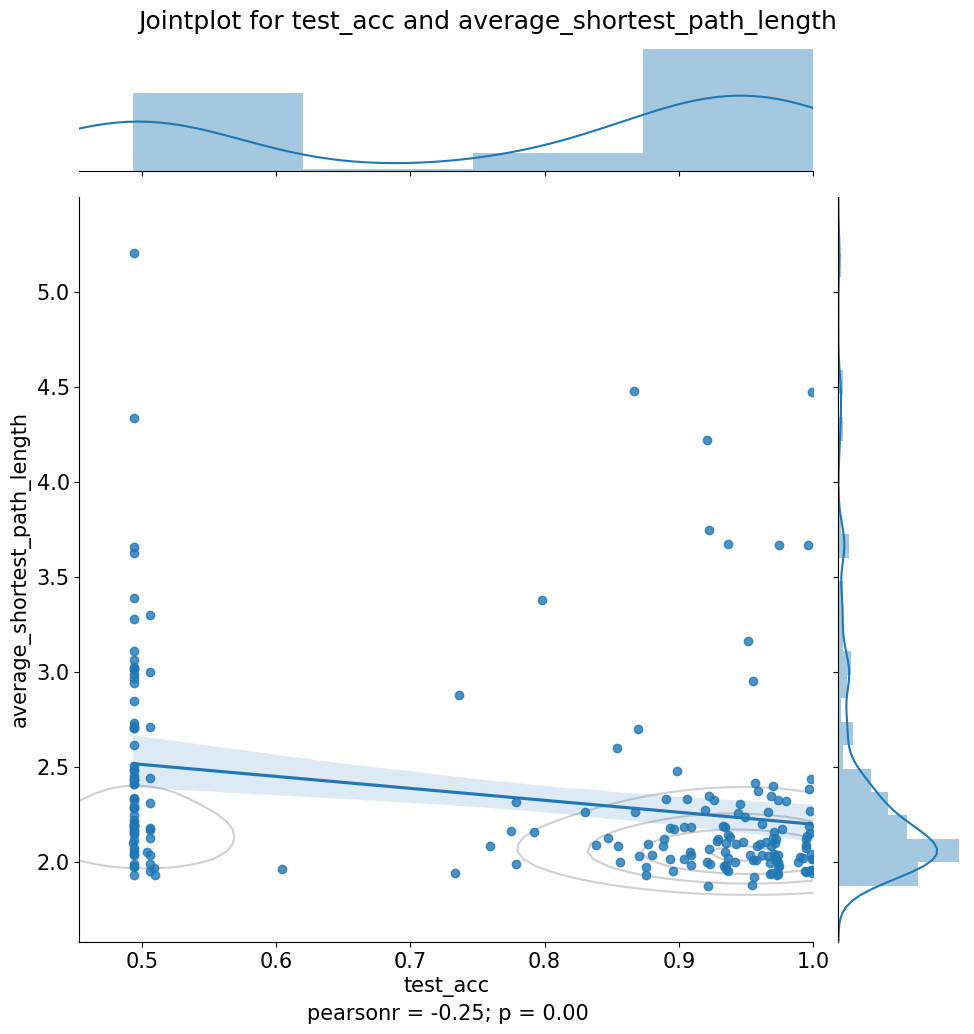 Jointplot for test_acc and average_shortest_path_length
5.0
4.5
4.0
3.5
3.0
2.5
2.0
average_shortest_path_length
0.5 0.6 0.7 0.8 0.9 1.0
test_acc
pearsonr = -0.25; p = 0.00